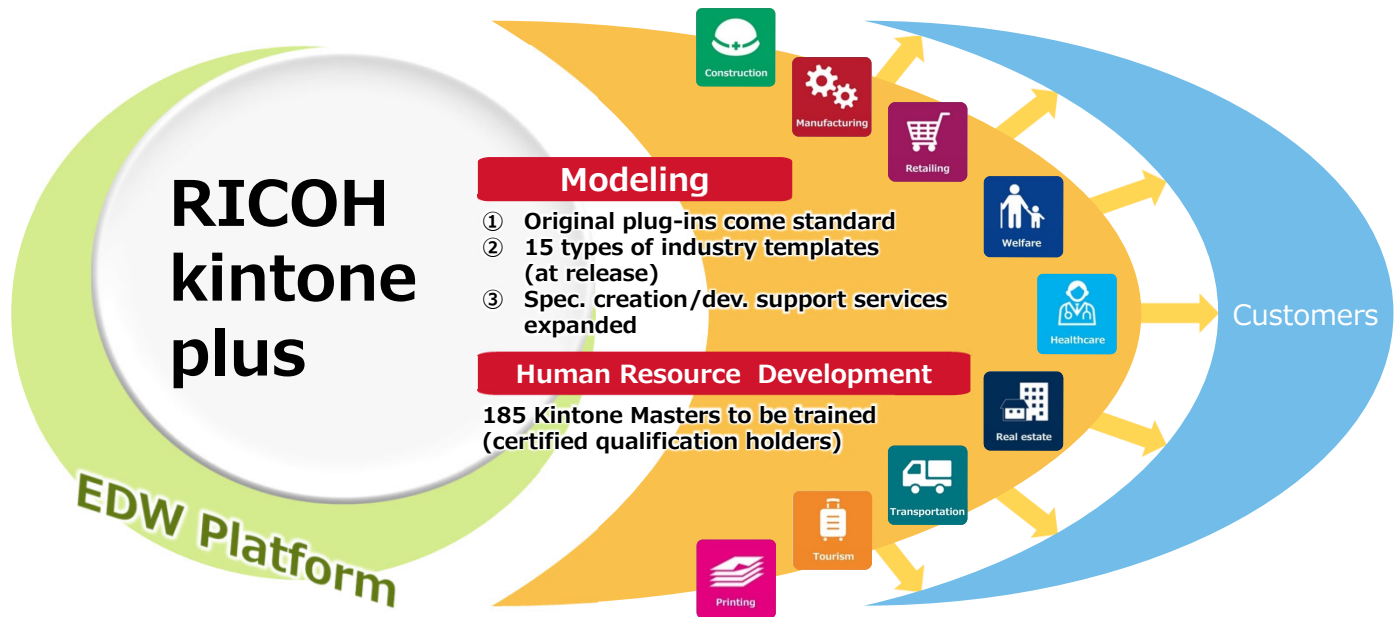 RICOH
kintone
plus
EDW Platform
Modeling
① Original plug-ins come standard
② 15 types of industry templates
(at release)
③ Spec. creation/dev. support services
expanded
Human Resource Development
185 Kintone Masters to be trained
(certified qualification holders)
Construction
Manufacturing
Retailing
Welfare
Healthcare
Real estate
Transportation
Tourism
Printing
Customers